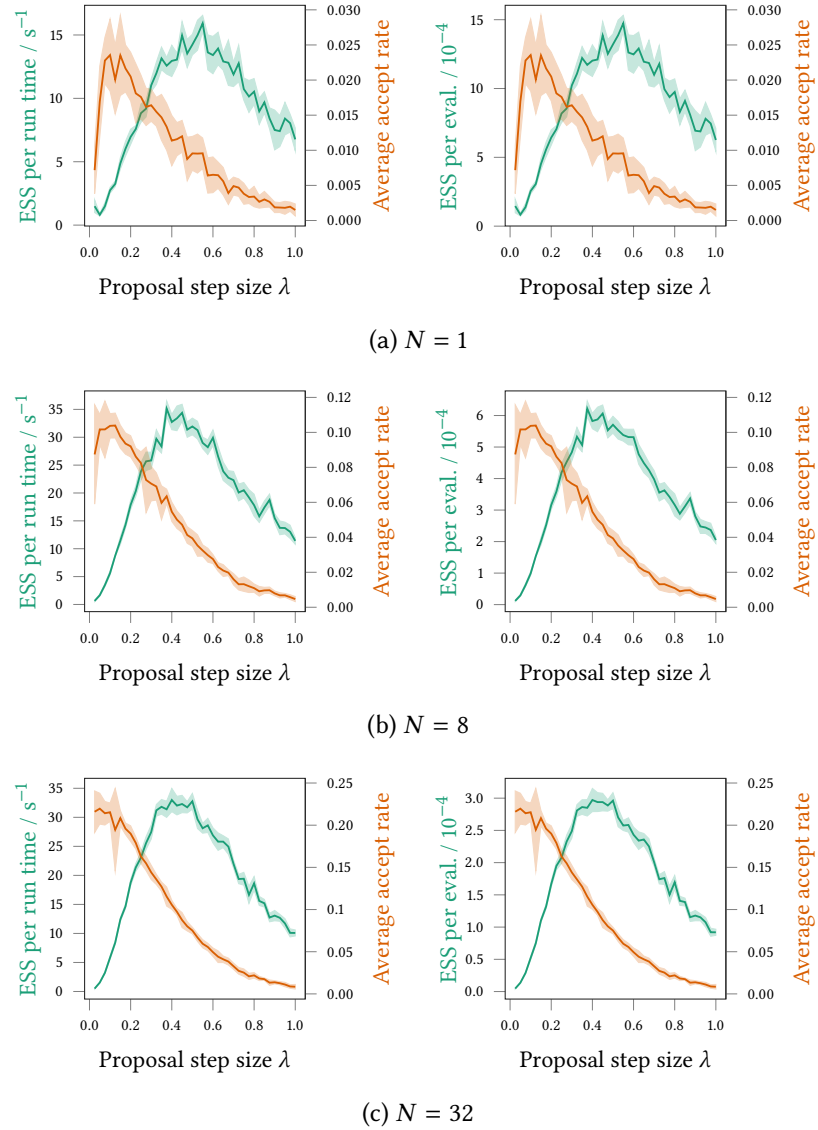 ESS per run time / s⁻¹
15
10
5
0
0.030
0.025
0.020
0.015
0.010
0.005
0.000
Average accept rate
0.0 0.2 0.4 0.6 0.8 1.0
Proposal step size λ
ESS per eval. / 10⁻⁴
15
10
5
0
0.030
0.025
0.020
0.015
0.010
0.005
0.000
Average accept rate
0.0 0.2 0.4 0.6 0.8 1.0
Proposal step size λ
(a) N = 1
ESS per run time / s⁻¹
35
30
25
20
15
10
5
0
0.12
0.10
0.08
0.06
0.04
0.02
0.00
Average accept rate
0.0 0.2 0.4 0.6 0.8 1.0
Proposal step size λ
ESS per eval. / 10⁻⁴
6
5
4
3
2
1
0
0.12
0.10
0.08
0.06
0.04
0.02
0.00
Average accept rate
0.0 0.2 0.4 0.6 0.8 1.0
Proposal step size λ
(b) N = 8
ESS per run time / s⁻¹
35
30
25
20
15
10
5
0
0.25
0.20
0.15
0.10
0.05
0.00
Average accept rate
0.0 0.2 0.4 0.6 0.8 1.0
Proposal step size λ
ESS per eval. / 10⁻⁴
3.0
2.5
2.0
1.5
1.0
0.5
0.0
0.25
0.20
0.15
0.10
0.05
0.00
Average accept rate
0.0 0.2 0.4 0.6 0.8 1.0
Proposal step size λ
(c) N = 32